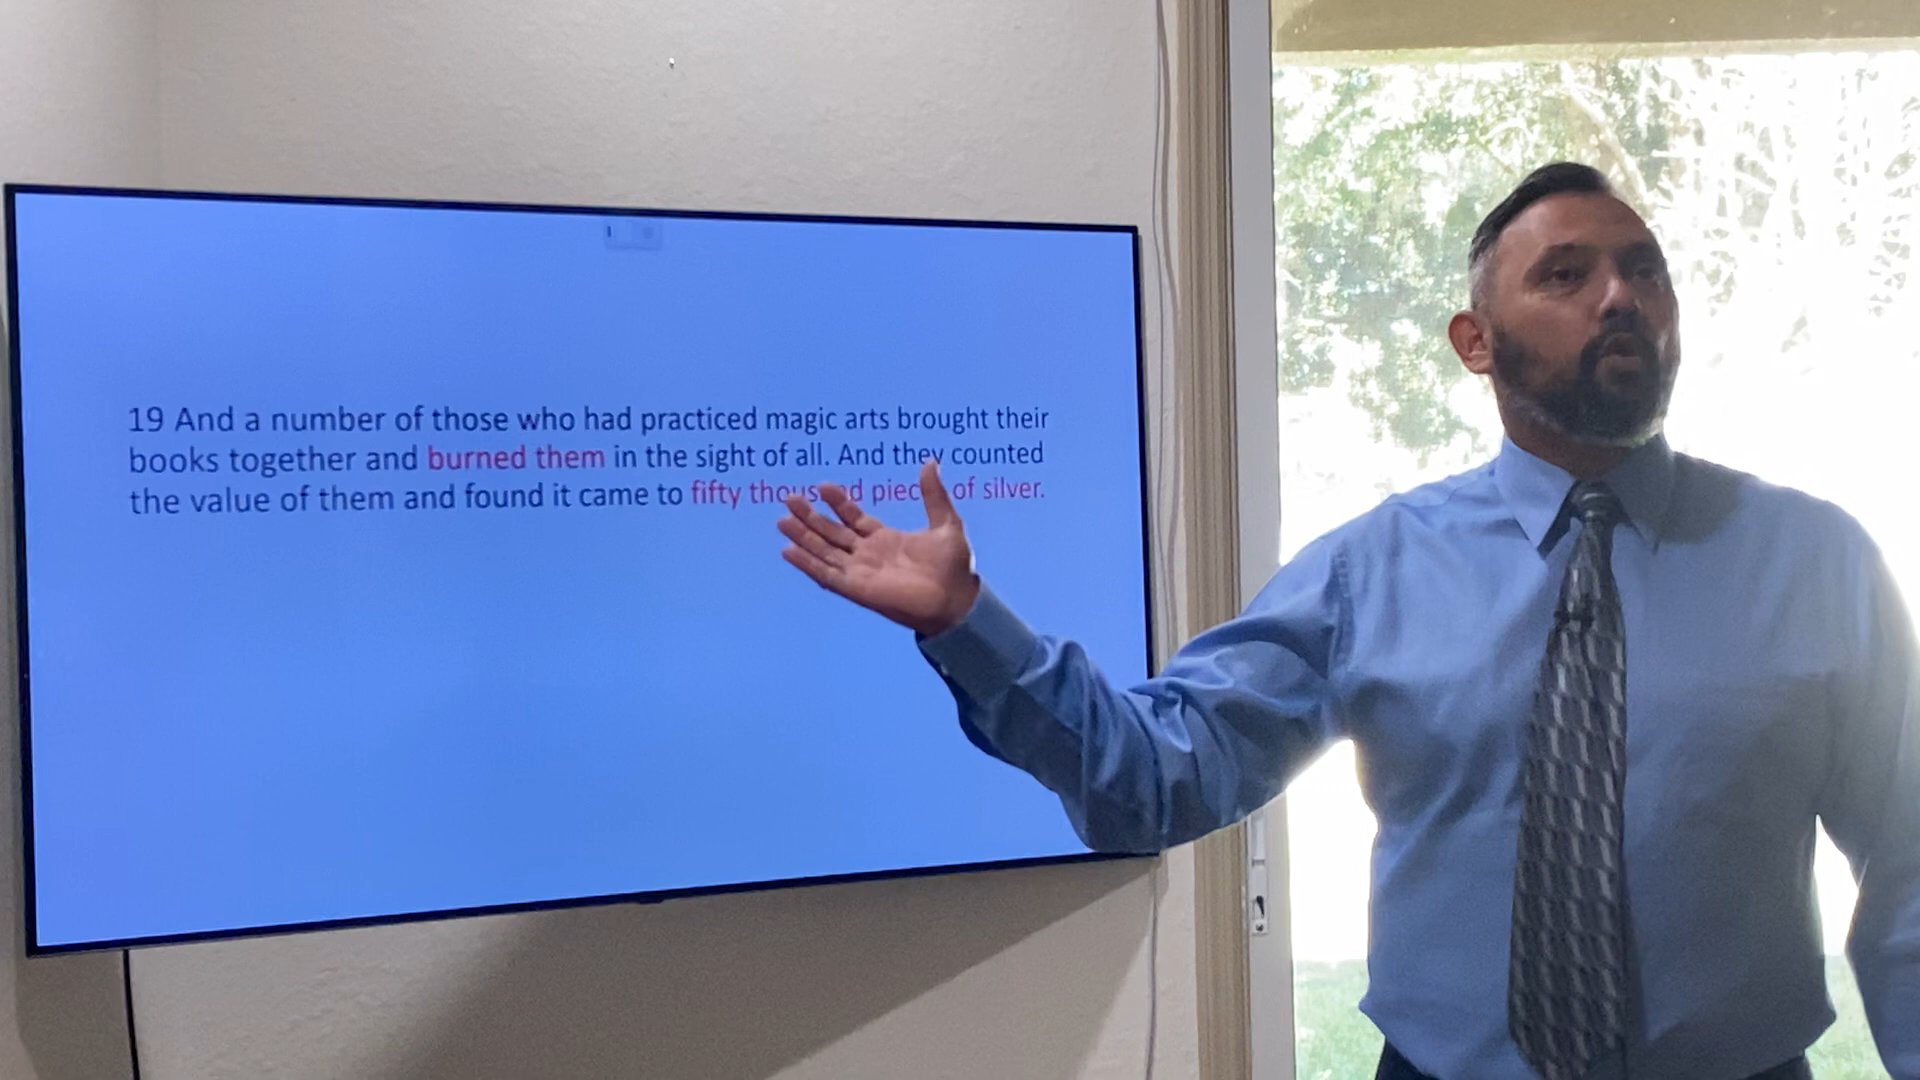 19 And a number of those who had practiced magic arts brought their
books together and burned them in the sight of all. And they counted
the value of them and found it came to fifty of silver.